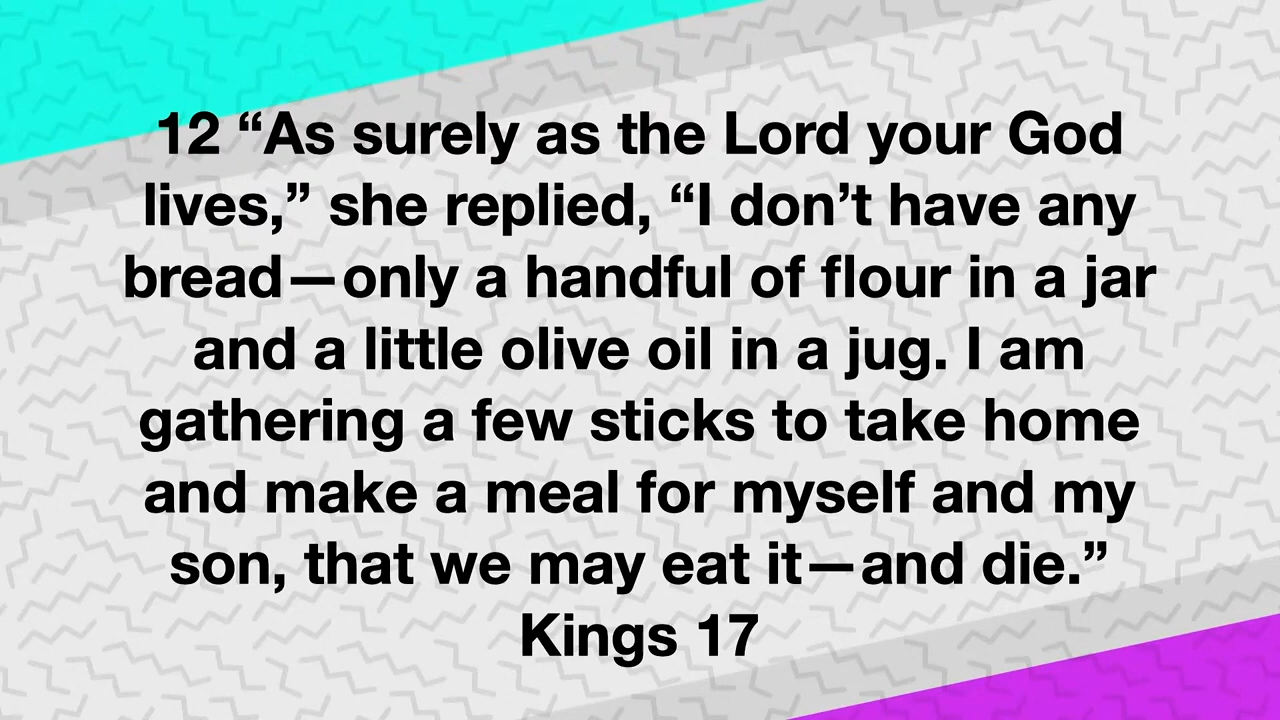 12 “As surely as the Lord your God
lives,” she replied, “I don’t have any
bread—only a handful of flour in a jar
and a little olive oil in a jug. I am
gathering a few sticks to take home
and make a meal for myself and my
son, that we may eat it—and die.”
Kings 17